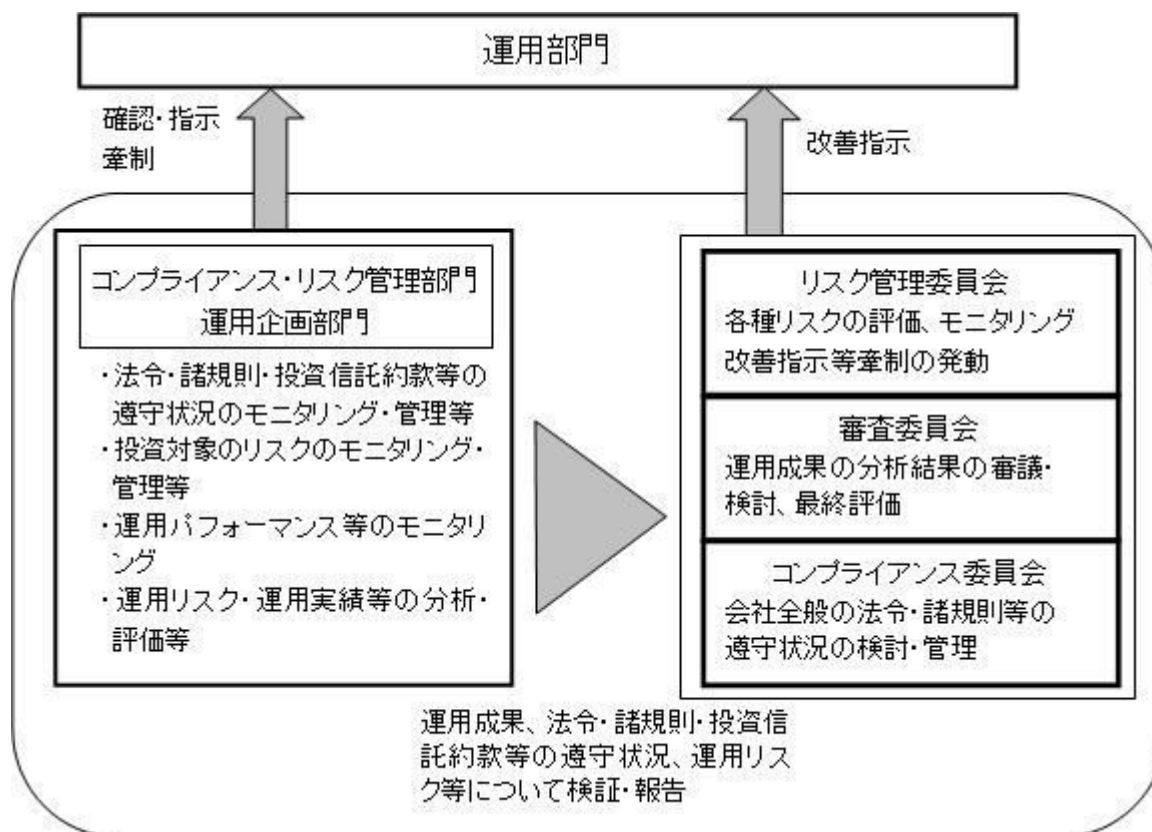 運用部門
確認・指示
牽制
改善指示
コンプライアンス・リスク管理部門
運用企画部門
・法令・諸規則・投資信託約款等の
遵守状況のモニタリング・管理等
・投資対象のリスクのモニタリング・
管理等
・運用パフォーマンス等のモニタリ
ング
・運用リスク・運用実績等の分析・
評価等
リスク管理委員会
各種リスクの評価、モニタリング
改善指示等牽制の発動
審査委員会
運用成果の分析結果の審議・
検討、最終評価
コンプライアンス委員会
会社全般の法令・諸規則等の
遵守状況の検討・管理
運用成果、法令・諸規則・投資信
託約款等の遵守状況、運用リス
ク等について検証・報告